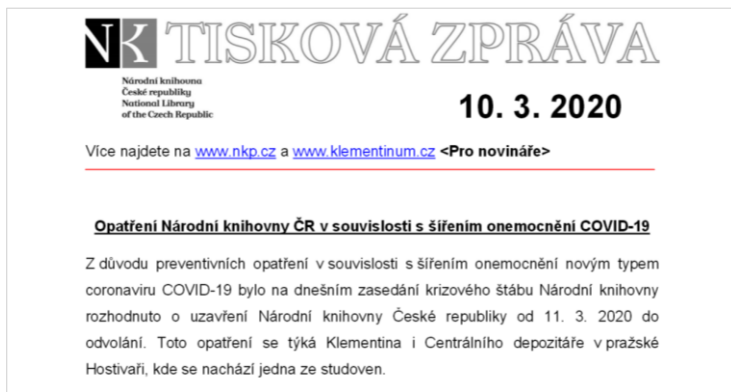 NK TISKOVÁ ZPRÁVA
Národní knihovna
České republiky
National Library
of the Czech Republic
10. 3. 2020
Více najdete na www.nkp.cz a www.klementinum.cz <Pro novináře>
Opatření Národní knihovny ČR v souvislosti s šířením onemocnění COVID-19
Z důvodu preventivních opatření v souvislosti s šířením onemocnění novým typem
coronaviru COVID-19 bylo na dnešním zasedání krizového štábu Národní knihovny
rozhodnuto o uzavření Národní knihovny České republiky od 11. 3. 2020 do
odvolání. Toto opatření se týká Klementina i Centrálního depozitáře v pražské
Hostivaři, kde se nachází jedna ze studoven.